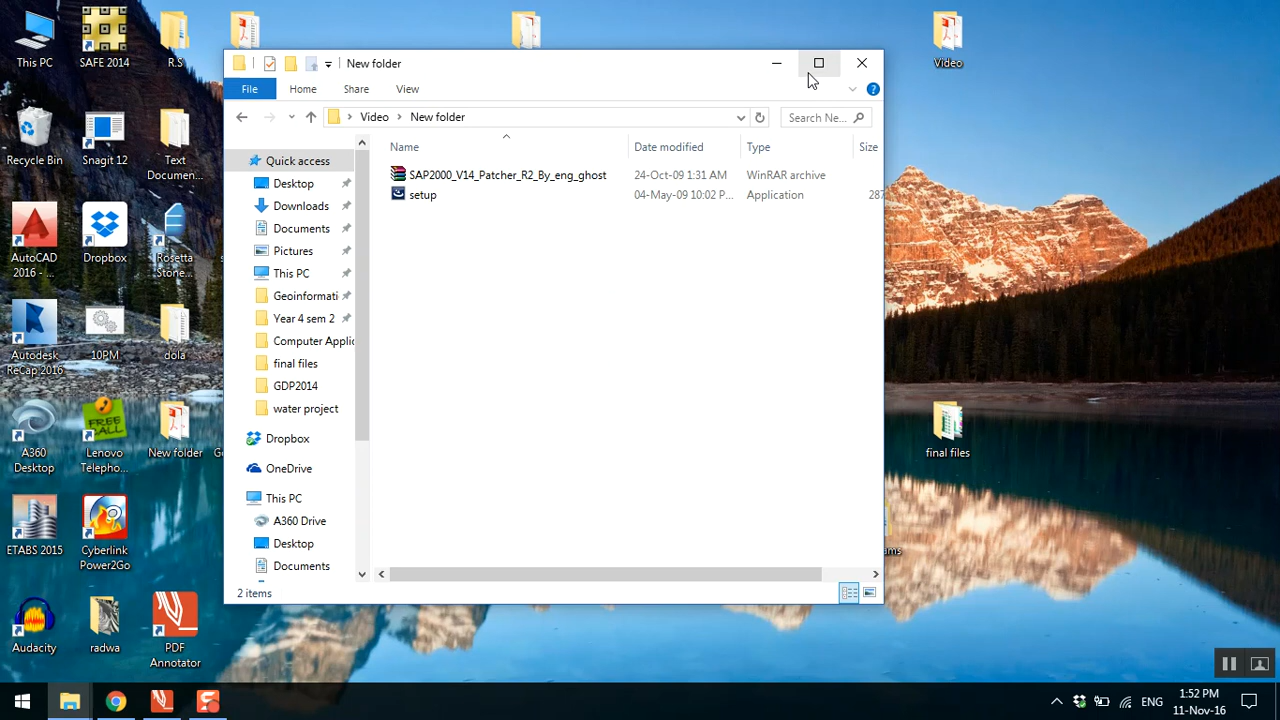 This PC
SAFE 2014
R.S
Video
Recycle Bin
Snagit 12
Text
Documen...
AutoCAD
2016 - ...
Dropbox
Rosetta
Stone...
Autodesk
ReCap 2016
10PM
dola
A360
Desktop
Lenovo
Telepho...
New folder
final files
ETABS 2015
Cyberlink
Power2Go
Audacity
radwa
PDF
Annotator
New folder
File
Home
Share
View
Video
New folder
Search Ne...
Name
Date modified
Type
Size
SAP2000_V14_Patcher_R2_By_eng_ghost
24-Oct-09 1:31 AM
WinRAR archive
setup
04-May-09 10:02 P...
Application
287
Quick access
Desktop
Downloads
Documents
Pictures
This PC
Geoinformati
Year 4 sem 2
Computer Applic
final files
GDP2014
water project
Dropbox
OneDrive
This PC
A360 Drive
Desktop
Documents
2 items
ENG
1:52 PM
11-Nov-16